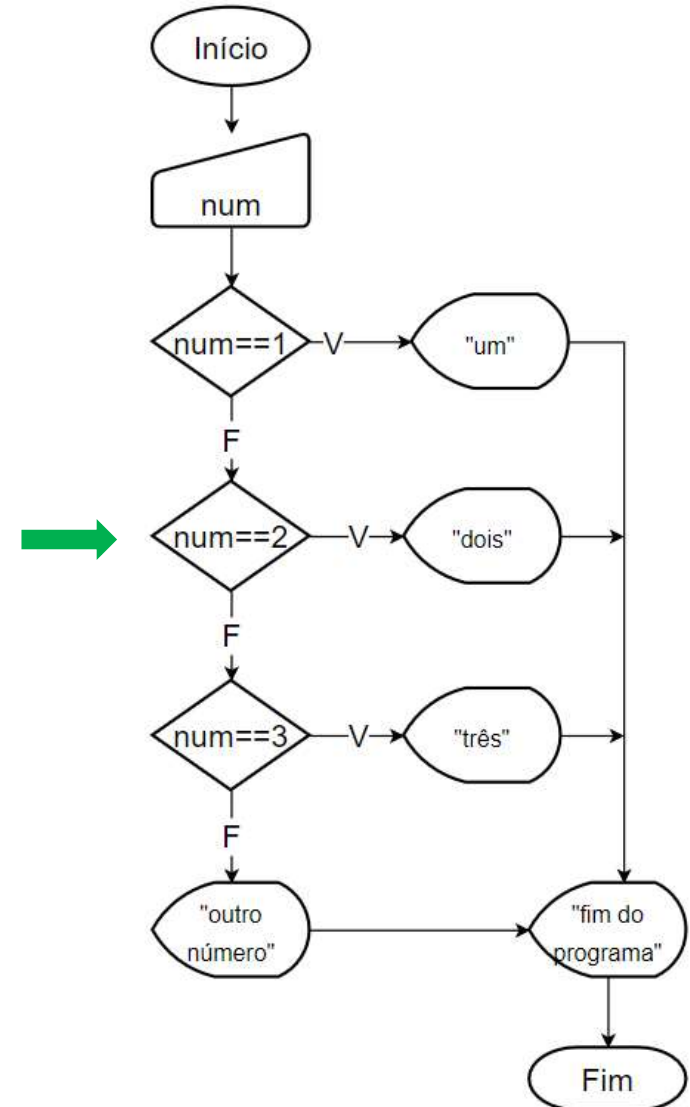 Início
num
num==1
V
"um"
F
num==2
V
"dois"
F
num==3
V
"três"
F
"outro
número"
"fim do
programa"
Fim